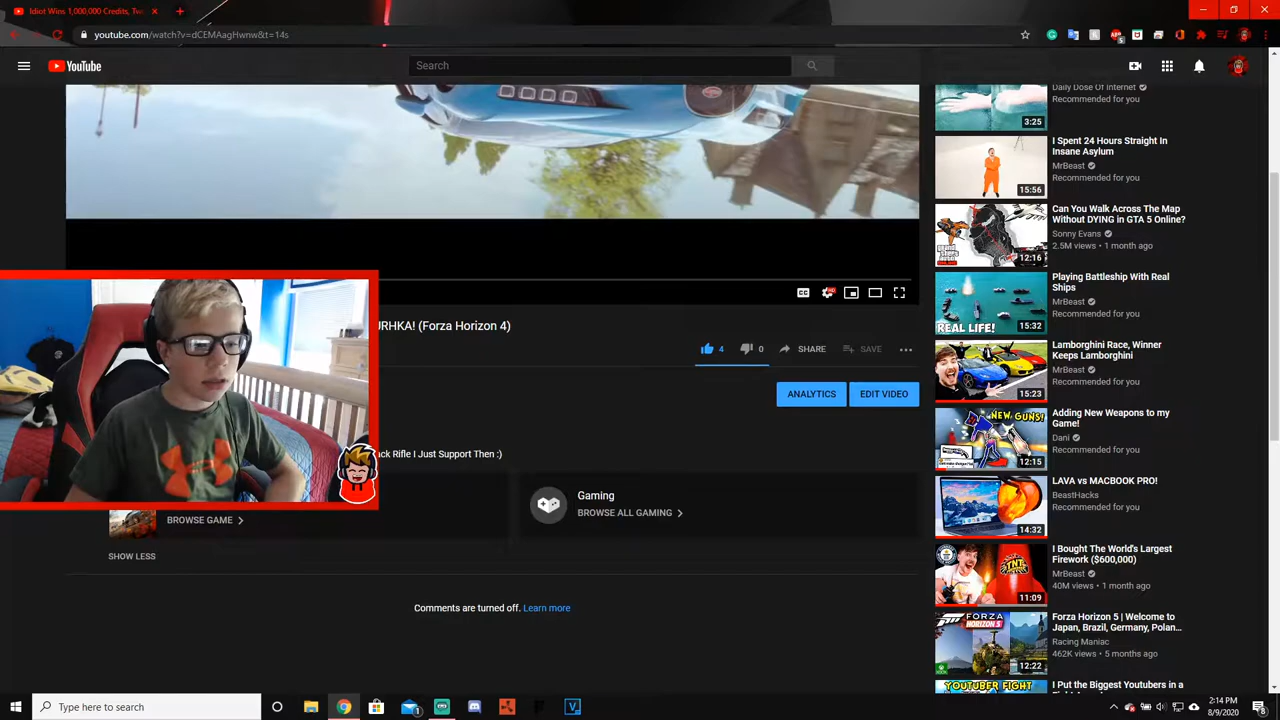 Idiot Wins 1,000,000 Credits, Tw
youtube.com/watch?v=dCEMAagHwnw&t=14s
YouTube
Search
Daily Dose Of Internet
Recommended for you
3:25
I Spent 24 Hours Straight In
Insane Asylum
MrBeast
Recommended for you
15:56
Can You Walk Across The Map
Without DYING in GTA 5 Online?
Sonny Evans
2.5M views • 1 month ago
12:16
Playing Battleship With Real
Ships
MrBeast
Recommended for you
REAL LIFE!
15:32
URHKA! (Forza Horizon 4)
4
0
SHARE
SAVE
Lamborghini Race, Winner
Keeps Lamborghini
MrBeast
Recommended for you
15:23
ANALYTICS
EDIT VIDEO
Adding New Weapons to my
Game!
Dani
Recommended for you
NEW GUNS!
12:15
ack Rifle I Just Support Then :)
LAVA vs MACBOOK PRO!
BeastHacks
Recommended for you
14:32
Gaming
BROWSE ALL GAMING
BROWSE GAME
SHOW LESS
I Bought The World's Largest
Firework ($600,000)
MrBeast
40M views • 1 month ago
TNT
11:09
Comments are turned off. Learn more
Forza Horizon 5 | Welcome to
Japan, Brazil, Germany, Polan...
Racing Maniac
462K views • 5 months ago
FORZA
HORIZON 5
12:22
I Put the Biggest Youtubers in a
YOUTUBER FIGHT
Type here to search
2:14 PM
8/9/2020